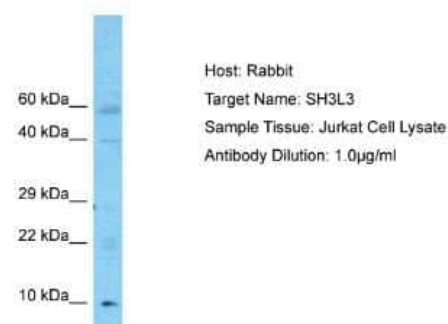 60 kDa
40 kDa
29 kDa
22 kDa
10 kDa
Host: Rabbit
Target Name: SH3L3
Sample Tissue: Jurkat Cell Lysate
Antibody Dilution: 1.0µg/ml